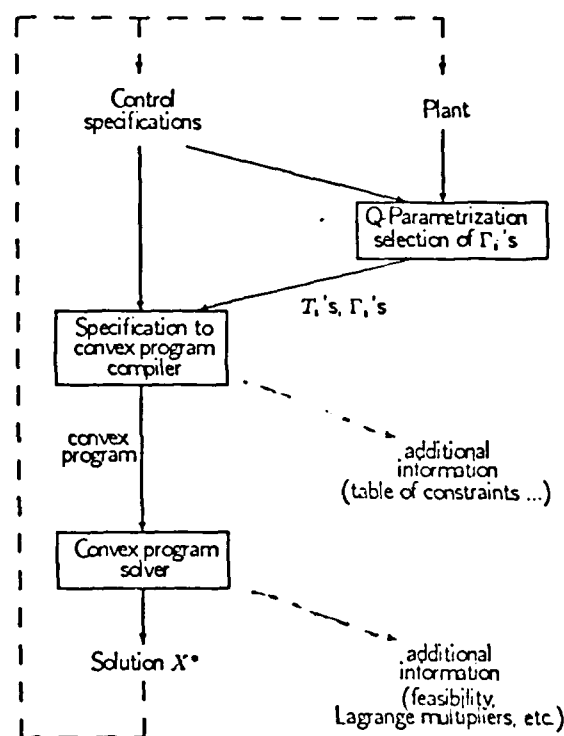 Control
specifications
Plant
Q-Parametrization
selection of Γᵢ's
Tᵢ's, Γᵢ's
Specification to
convex program
compiler
convex
program
additional
information
(table of constraints ...)
Convex program
solver
Solution X*
additional
information
(feasibility,
Lagrange multipliers, etc.)